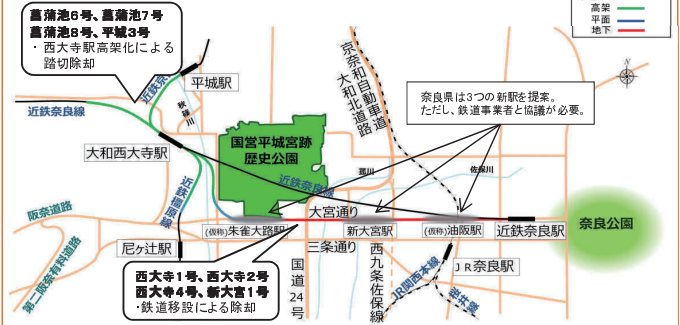 菖蒲池6号、菖蒲池7号
菖蒲池8号、平城3号
・西大寺駅高架化による
踏切除却
高架
平面
地下
近鉄京
平城駅
秋篠川
京奈和自動車道
大和北道路
奈良県は3つの新駅を提案。
ただし、鉄道事業者と協議が必要。
近鉄奈良線
国営平城宮跡
歴史公園
大和西大寺駅
菰川
佐保川
近鉄奈良線
近鉄橿原線
大宮通り
阪奈道路
(仮称)朱雀大路駅
新大宮駅
(仮称)油阪駅
近鉄奈良駅
奈良公園
三条通り
尼ヶ辻駅
第二阪奈有料道路
西大寺1号、西大寺2号
西大寺4号、新大宮1号
・鉄道移設による除却
国道24号
西九条佐保線
JR関西本線
JR奈良駅